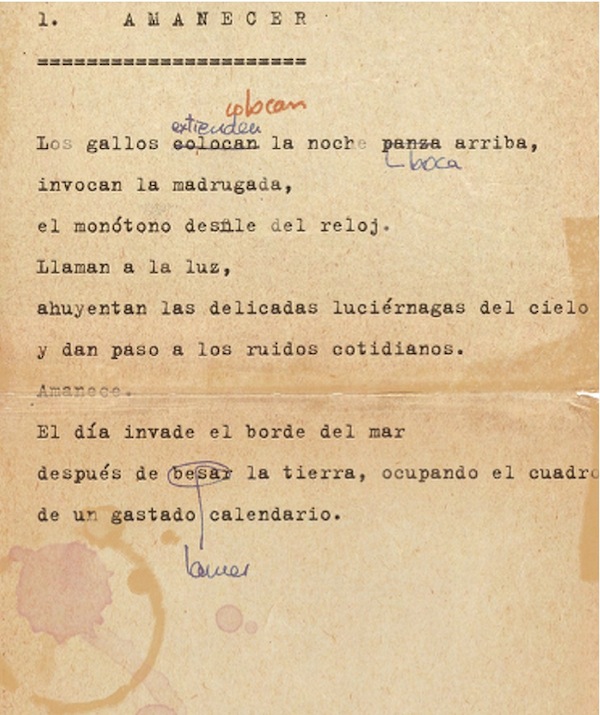 1. A M A N E C E R
======================
colocan
extienden
Los gallos colocan la noche panza arriba,
boca
invocan la madrugada,
el monótono desfile del reloj.
Llaman a la luz,
ahuyentan las delicadas luciérnagas del cielo
y dan paso a los ruidos cotidianos.
Amanece.
El día invade el borde del mar
después de besar la tierra, ocupando el cuadro
de un gastado calendario.
lamer